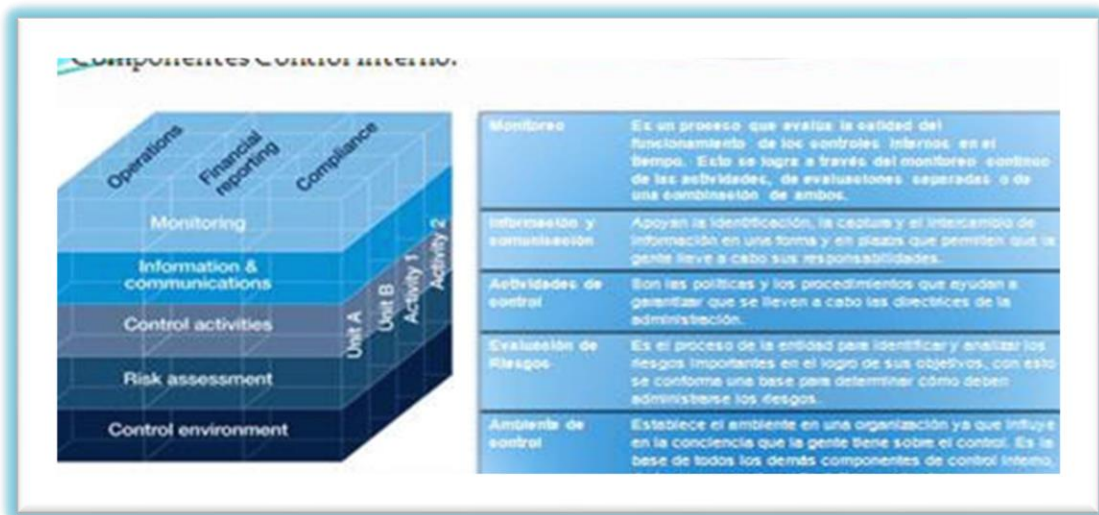 Componentes Control Interno.
Operations
Financial
reporting
Compliance
Monitoring
Information &
communications
Control activities
Risk assessment
Control environment
Unit A
Unit B
Activity 1
Activity 2
Monitoreo
Es un proceso que evalúa la calidad del
funcionamiento de los controles internos en el
tiempo. Esto se logra a través del monitoreo continuo
de las actividades, de evaluaciones separadas o de
una combinación de ambos.
Información y
comunicación
Apoyan la identificación, la captura y el intercambio de
información en una forma y en plazos que permiten que la
gente lleve a cabo sus responsabilidades.
Actividades de
control
Son las políticas y los procedimientos que ayudan a
garantizar que se lleven a cabo las directrices de la
administración.
Evaluación de
Riesgos
Es el proceso de la entidad para identificar y analizar los
riesgos importantes en el logro de sus objetivos, con esto
se conforma una base para determinar cómo deben
administrarse los riesgos.
Ambiente de
control
Establece el ambiente en una organización ya que influye
en la conciencia que la gente tiene sobre el control. Es la
base de todos los demás componentes de control interno,